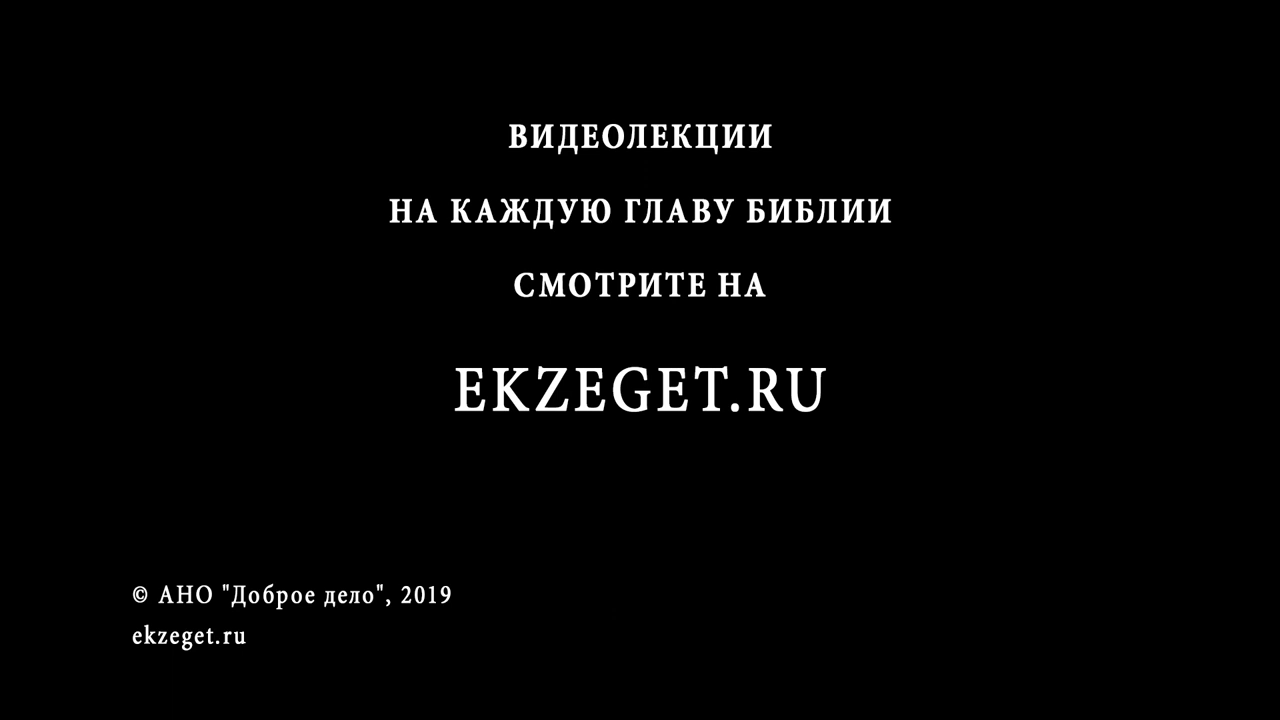 ВИДЕОЛЕКЦИИ
НА КАЖДУЮ ГЛАВУ БИБЛИИ
СМОТРИТЕ НА
EKZEGET.RU
© АНО "Доброе дело", 2019
ekzeget.ru